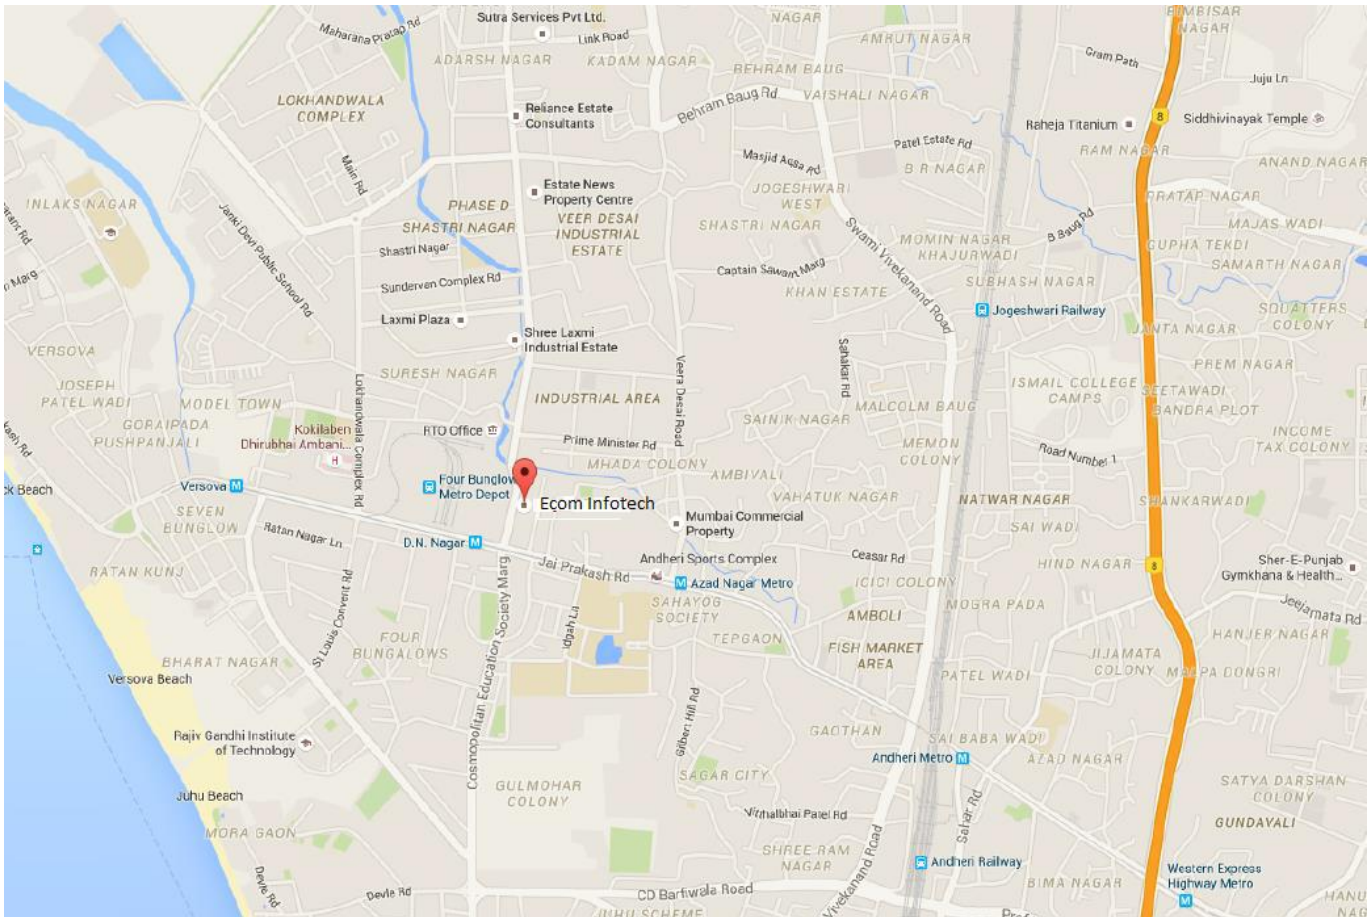 BIMBISAR
NAGAR
Sutra Services Pvt Ltd.
NAGAR
Maharana Pratap Rd
Link Road
AMRUT NAGAR
ADARSH NAGAR
KADAM NAGAR
Gram Path
BEHRAM BAUG
Juju Ln
LOKHANDWALA
COMPLEX
Reliance Estate
Consultants
Behram Baug Rd
VAISHALI NAGAR
8
Raheja Titanium
Siddhivinayak Temple
Patel Estate Rd
RAM NAGAR
Main Rd
Masjid Aqsa Rd
B R NAGAR
ANAND NAGAR
Estate News
Property Centre
JOGESHWARI
WEST
PRATAP NAGAR
INLAKS NAGAR
PHASE D
SHASTRI NAGAR
VEER DESAI
INDUSTRIAL
ESTATE
SHASTRI NAGAR
Swami Vivekanand Road
MOMIN NAGAR
KHAJURWADI
B Baug Rd
MAJAS WADI
GUPHA TEKDI
Janki Devi Public School Rd
Shastri Nagar
Captain Sawant Marg
SAMARTH NAGAR
Sunderven Complex Rd
KHAN ESTATE
SUBHASH NAGAR
Jogeshwari Railway
SQUATTERS
COLONY
Laxmi Plaza
Shree Laxmi
Industrial Estate
JANTA NAGAR
VERSOVA
SURESH NAGAR
Veera Desai Road
Sahakar Rd
PREM NAGAR
JOSEPH
PATEL WADI
MODEL TOWN
Lokhandwala Complex Rd
INDUSTRIAL AREA
ISMAIL COLLEGE
CAMPS
SEETAWADI
BANDRA PLOT
MALCOLM BAUG
SAINIK NAGAR
GORAIPADA
PUSHPANJALI
Kokilaben
Dhirubhai Ambani...
H
RTO Office
Prime Minister Rd
MEMON
COLONY
Road Number 1
INCOME
TAX COLONY
MHADA COLONY
AMBIVALI
Versova M
Four Bunglow
Metro Depot
Ecom Infotech
VAHATUK NAGAR
NATWAR NAGAR
SHANKARWADI
SEVEN
BUNGLOW
Mumbai Commercial
Property
SAI WADI
Ratan Nagar Ln
D.N. Nagar M
Jai Prakash Rd
Andheri Sports Complex
Ceasar Rd
HIND NAGAR
8
Sher-E-Punjab
Gymkhana & Health...
RATAN KUNJ
St Louis Convent Rd
M Azad Nagar Metro
ICICI COLONY
Jeejamata Rd
Cosmopolitan Education Society Marg
Idgah Ln
SAHAYOG
SOCIETY
AMBOLI
MOGRA PADA
FOUR
BUNGALOWS
TEPGAON
FISH MARKET
AREA
HANJER NAGAR
JIJAMATA
COLONY
BHARAT NAGAR
Versova Beach
PATEL WADI
Gilbert Hill Rd
Rajiv Gandhi Institute
of Technology
GAOTHAN
SAI BABA WADI
Andheri Metro M
AZAD NAGAR
GULMOHAR
COLONY
SAGAR CITY
SATYA DARSHAN
COLONY
Juhu Beach
Sahar Rd
GUNDAVALI
MORA GAON
Vithalbhai Patel Rd
SHREE RAM
NAGAR
Vivekanand Road
Andheri Railway
Western Express
Highway Metro
M
Devle Rd
Devle Rd
CD Barfiwala Road
BIMA NAGAR
JUHU SCHEME